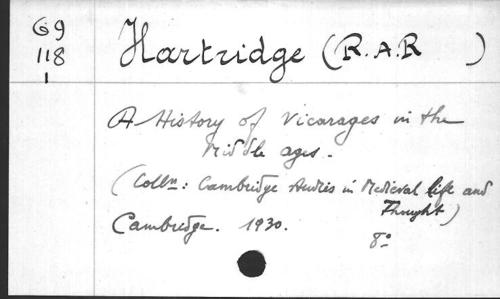 69
118
1
Hartridge (R.A.R )
A History of Vicarages in the
Middle ages.
(Colln: Cambridge studies in Medieval life and
Thought)
Cambridge. 1930.
8°